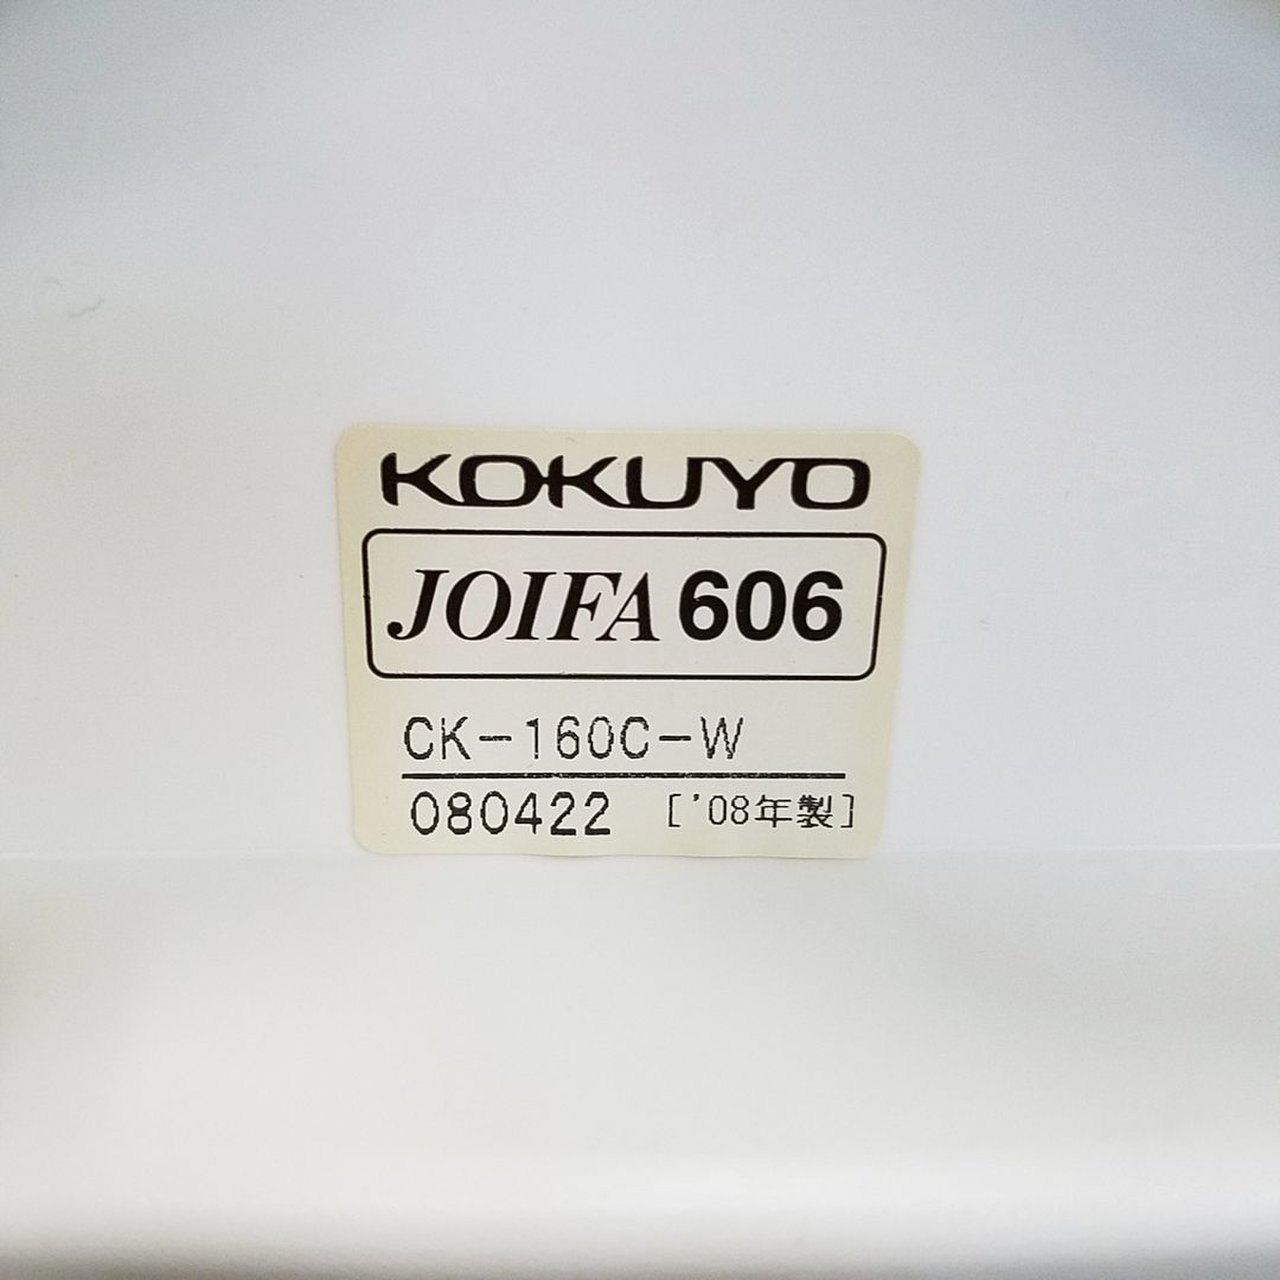 KOKUYO
JOIFA 606
CK-160C-W
080422 ['08年製]